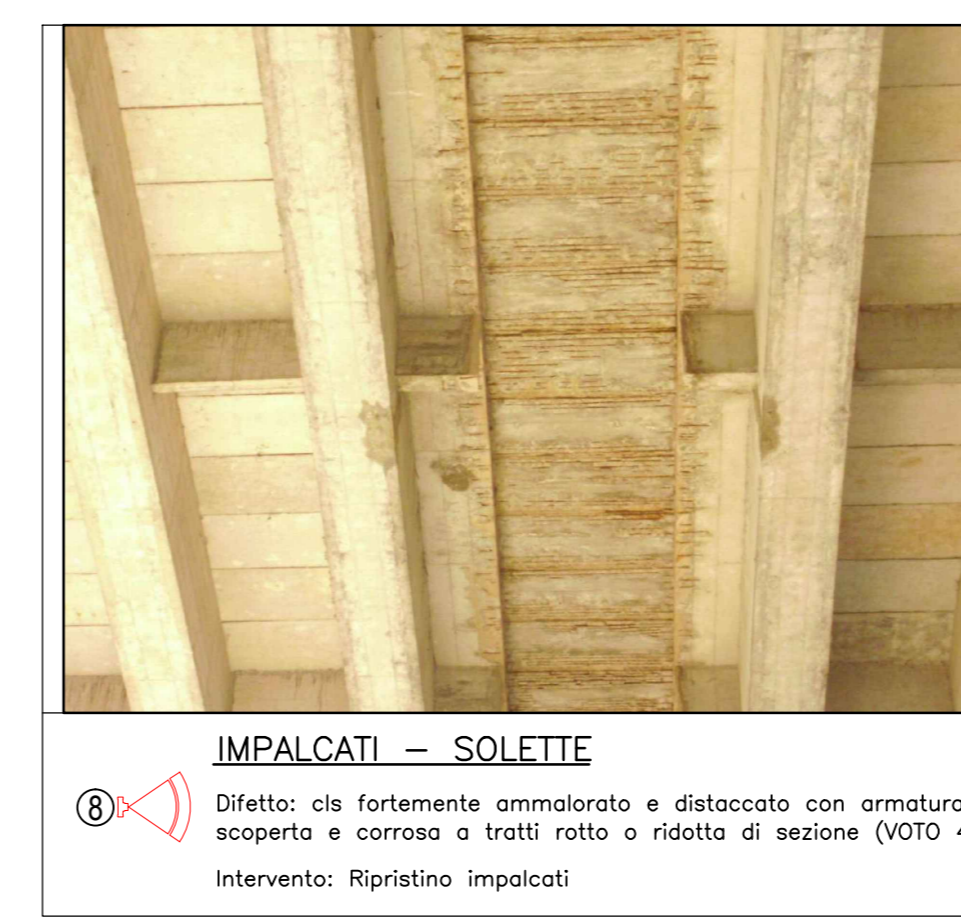 IMPALCATI – SOLETTE
8
Difetto: cls fortemente ammalorato e distaccato con armatura
scoperta e corrosa a tratti rotto o ridotta di sezione (VOTO 4
Intervento: Ripristino impalcati